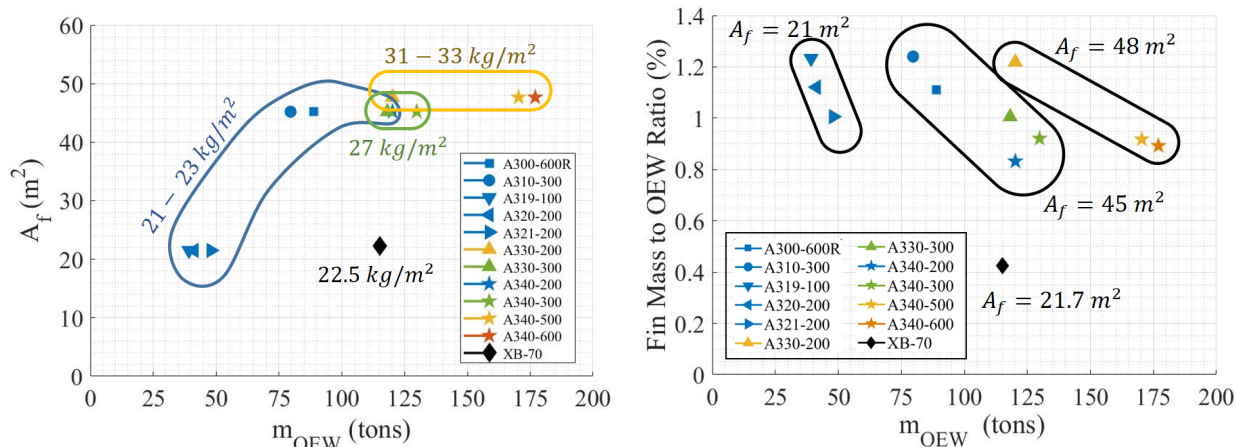 60
50
40
30
20
10
0
A_f (m²)
0 25 50 75 100 125 150 175 200
m_OEW (tons)
31 − 33 kg/m²
27 kg/m²
21 − 23 kg/m²
22.5 kg/m²
A300-600R
A310-300
A319-100
A320-200
A321-200
A330-200
A330-300
A340-200
A340-300
A340-500
A340-600
XB-70
1.4
1.2
1.0
0.8
0.6
0.4
0.2
0
Fin Mass to OEW Ratio (%)
0 25 50 75 100 125 150 175 200
m_OEW (tons)
A_f = 21 m²
A_f = 48 m²
A_f = 45 m²
A_f = 21.7 m²
A300-600R
A310-300
A319-100
A320-200
A321-200
A330-200
A330-300
A340-200
A340-300
A340-500
A340-600
XB-70